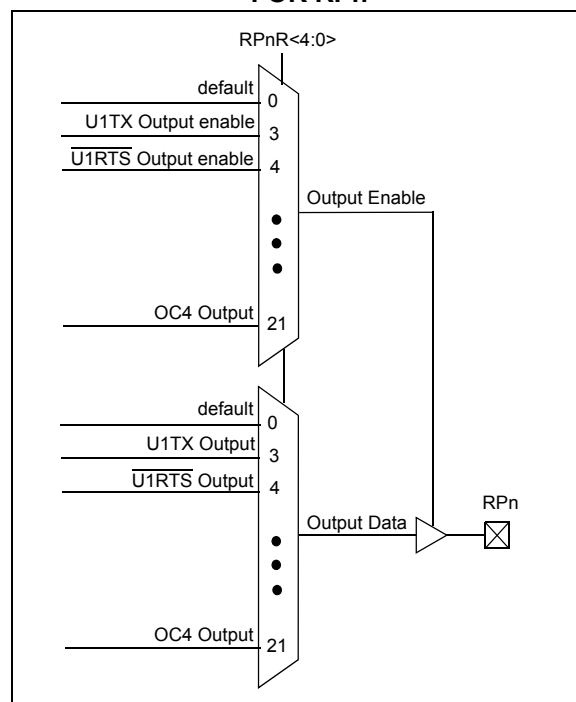 FOR RPn
RPnR<4:0>
default
0
U1TX Output enable
3
U1RTS Output enable
4
Output Enable
OC4 Output
21
default
0
U1TX Output
3
U1RTS Output
4
Output Data
RPn
OC4 Output
21